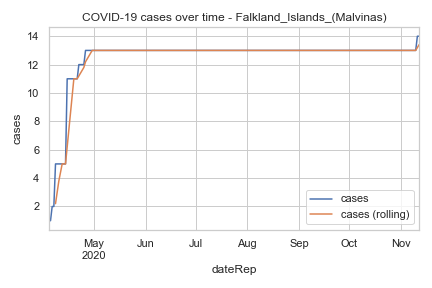 COVID-19 cases over time - Falkland_Islands_(Malvinas)
14
12
10
8
6
4
2
cases
May
2020
Jun
Jul
Aug
Sep
Oct
Nov
dateRep
cases
cases (rolling)